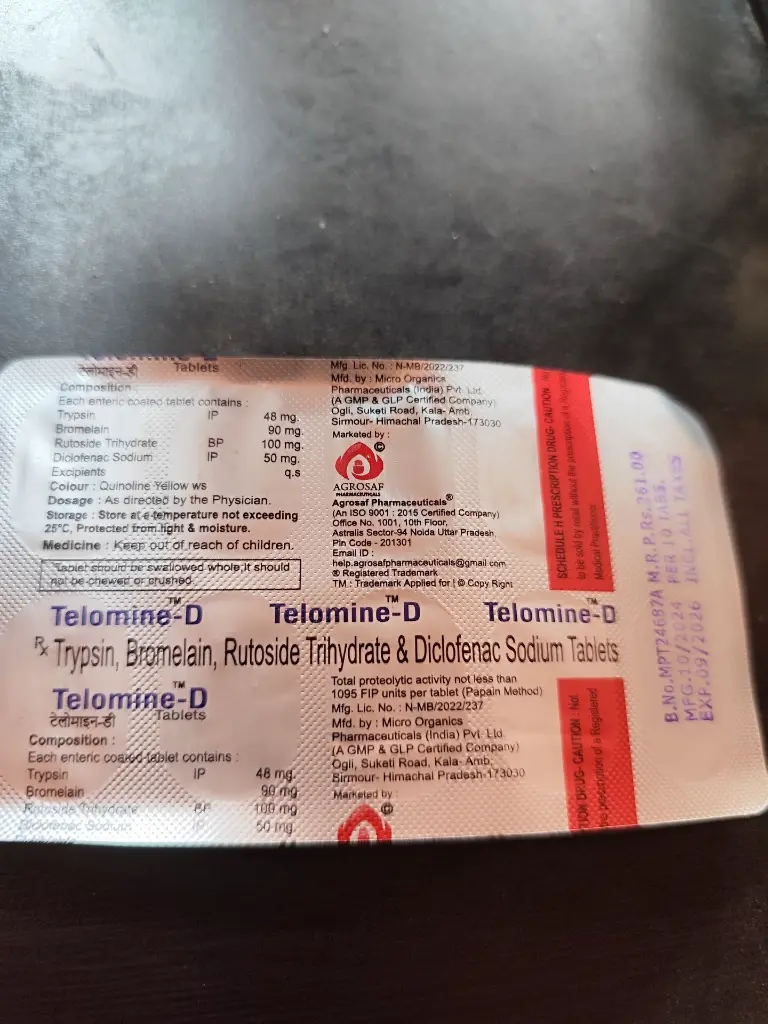 Telomine-D
टेलोमाइन-डी Tablets
Composition :
Each enteric coated tablet contains :
Trypsin IP 48 mg.
Bromelain 90 mg.
Rutoside Trihydrate BP 100 mg.
Diclofenac Sodium IP 50 mg.
Excipients q.s
Colour : Quinoline Yellow ws
Dosage : As directed by the Physician.
Storage : Store at a temperature not exceeding
25°C, Protected from light & moisture.
Medicine : Keep out of reach of children.
Tablet should be swallowed whole, it should
not be chewed or crushed
Mfg. Lic. No. : N-MB/2022/237
Mfd. by : Micro Organics
Pharmaceuticals (India) Pvt. Ltd.
(A GMP & GLP Certified Company)
Ogli, Suketi Road, Kala- Amb,
Sirmour- Himachal Pradesh-173030
Marketed by :
©
AGROSAF
PHARMACEUTICALS
Agrosaf Pharmaceuticals®
(An ISO 9001 : 2015 Certified Company)
Office No. 1001, 10th Floor,
Astralis Sector-94 Noida Uttar Pradesh
Pin Code - 201301
Email ID :
help.agrosafpharmaceuticals@gmail.com
® Registered Trademark
TM : Trademark Applied for | © Copy Right
SCHEDULE H PRESCRIPTION DRUG- CAUTION : No
to be sold by retail without the prescription of a Registered
Medical Practitioner
B.No.MPT24687A M.R.P.Rs.261.00
MFG.10/2024 PER 10 TABS.
EXP.09/2026 INCL.ALL TAXES
Telomine™-D Telomine™-D Telomine™-D
Rx Trypsin, Bromelain, Rutoside Trihydrate & Diclofenac Sodium Tablets
Telomine™-D
टेलोमाइन-डी Tablets
Composition :
Each enteric coated tablet contains :
Trypsin IP 48 mg.
Bromelain 90 mg.
Rutoside Trihydrate BP 100 mg.
Diclofenac Sodium IP 50 mg.
Total proteolytic activity not less than
1095 FIP units per tablet (Papain Method)
Mfg. Lic. No. : N-MB/2022/237
Mfd. by : Micro Organics
Pharmaceuticals (India) Pvt. Ltd.
(A GMP & GLP Certified Company)
Ogli, Suketi Road, Kala- Amb,
Sirmour- Himachal Pradesh-173030
Marketed by :
©
TION DRUG- CAUTION : Not
the prescription of a Registered